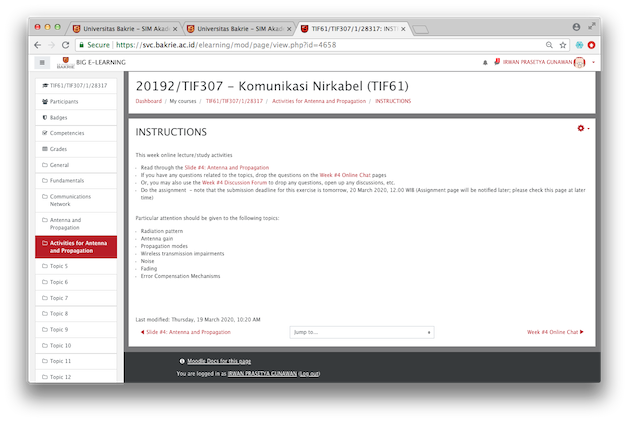 Universitas Bakrie – SIM Akad
Universitas Bakrie – SIM Akad
TIF61/TIF307/1/28317: INSTR
Secure
https://svc.bakrie.ac.id/elearning/mod/page/view.php?id=4658
BAKRIE
BIG E-LEARNING
IRWAN PRASETYA GUNAWAN
TIF61/TIF307/1/28317
Participants
Badges
Competencies
Grades
General
Fundamentals
Communications
Network
Antenna and
Propagation
Activities for Antenna
and Propagation
Topic 5
Topic 6
Topic 7
Topic 8
Topic 9
Topic 10
Topic 11
Topic 12
20192/TIF307 – Komunikasi Nirkabel (TIF61)
Dashboard / My courses / TIF61/TIF307/1/28317 / Activities for Antenna and Propagation / INSTRUCTIONS
INSTRUCTIONS
This week online lecture/study activities
Read through the Slide #4: Antenna and Propagation
If you have any questions related to the topics, drop the questions on the Week #4 Online Chat pages
Or, you may also use the Week #4 Discussion Forum to drop any questions, open up any discussions, etc.
Do the assignment – note that the submission deadline for this exercise is tomorrow, 20 March 2020, 12.00 WIB (Assignment page will be notified later; please check this page at later
time)
Particular attention should be given to the following topics:
Radiation pattern
Antenna gain
Propagation modes
Wireless transmission impairments
Noise
Fading
Error Compensation Mechanisms
Last modified: Thursday, 19 March 2020, 10:20 AM
◀ Slide #4: Antenna and Propagation
Jump to...
Week #4 Online Chat ▶
Moodle Docs for this page
You are logged in as IRWAN PRASETYA GUNAWAN (Log out)